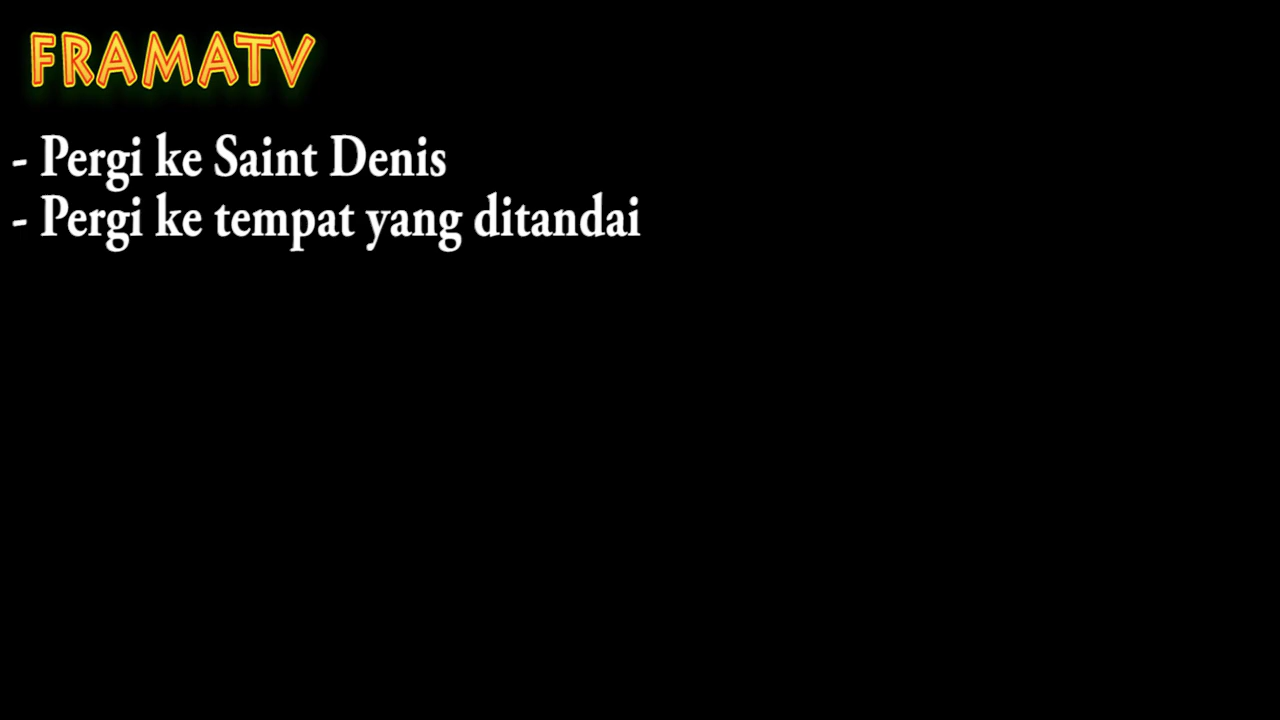 FRAMATV
- Pergi ke Saint Denis
- Pergi ke tempat yang ditandai